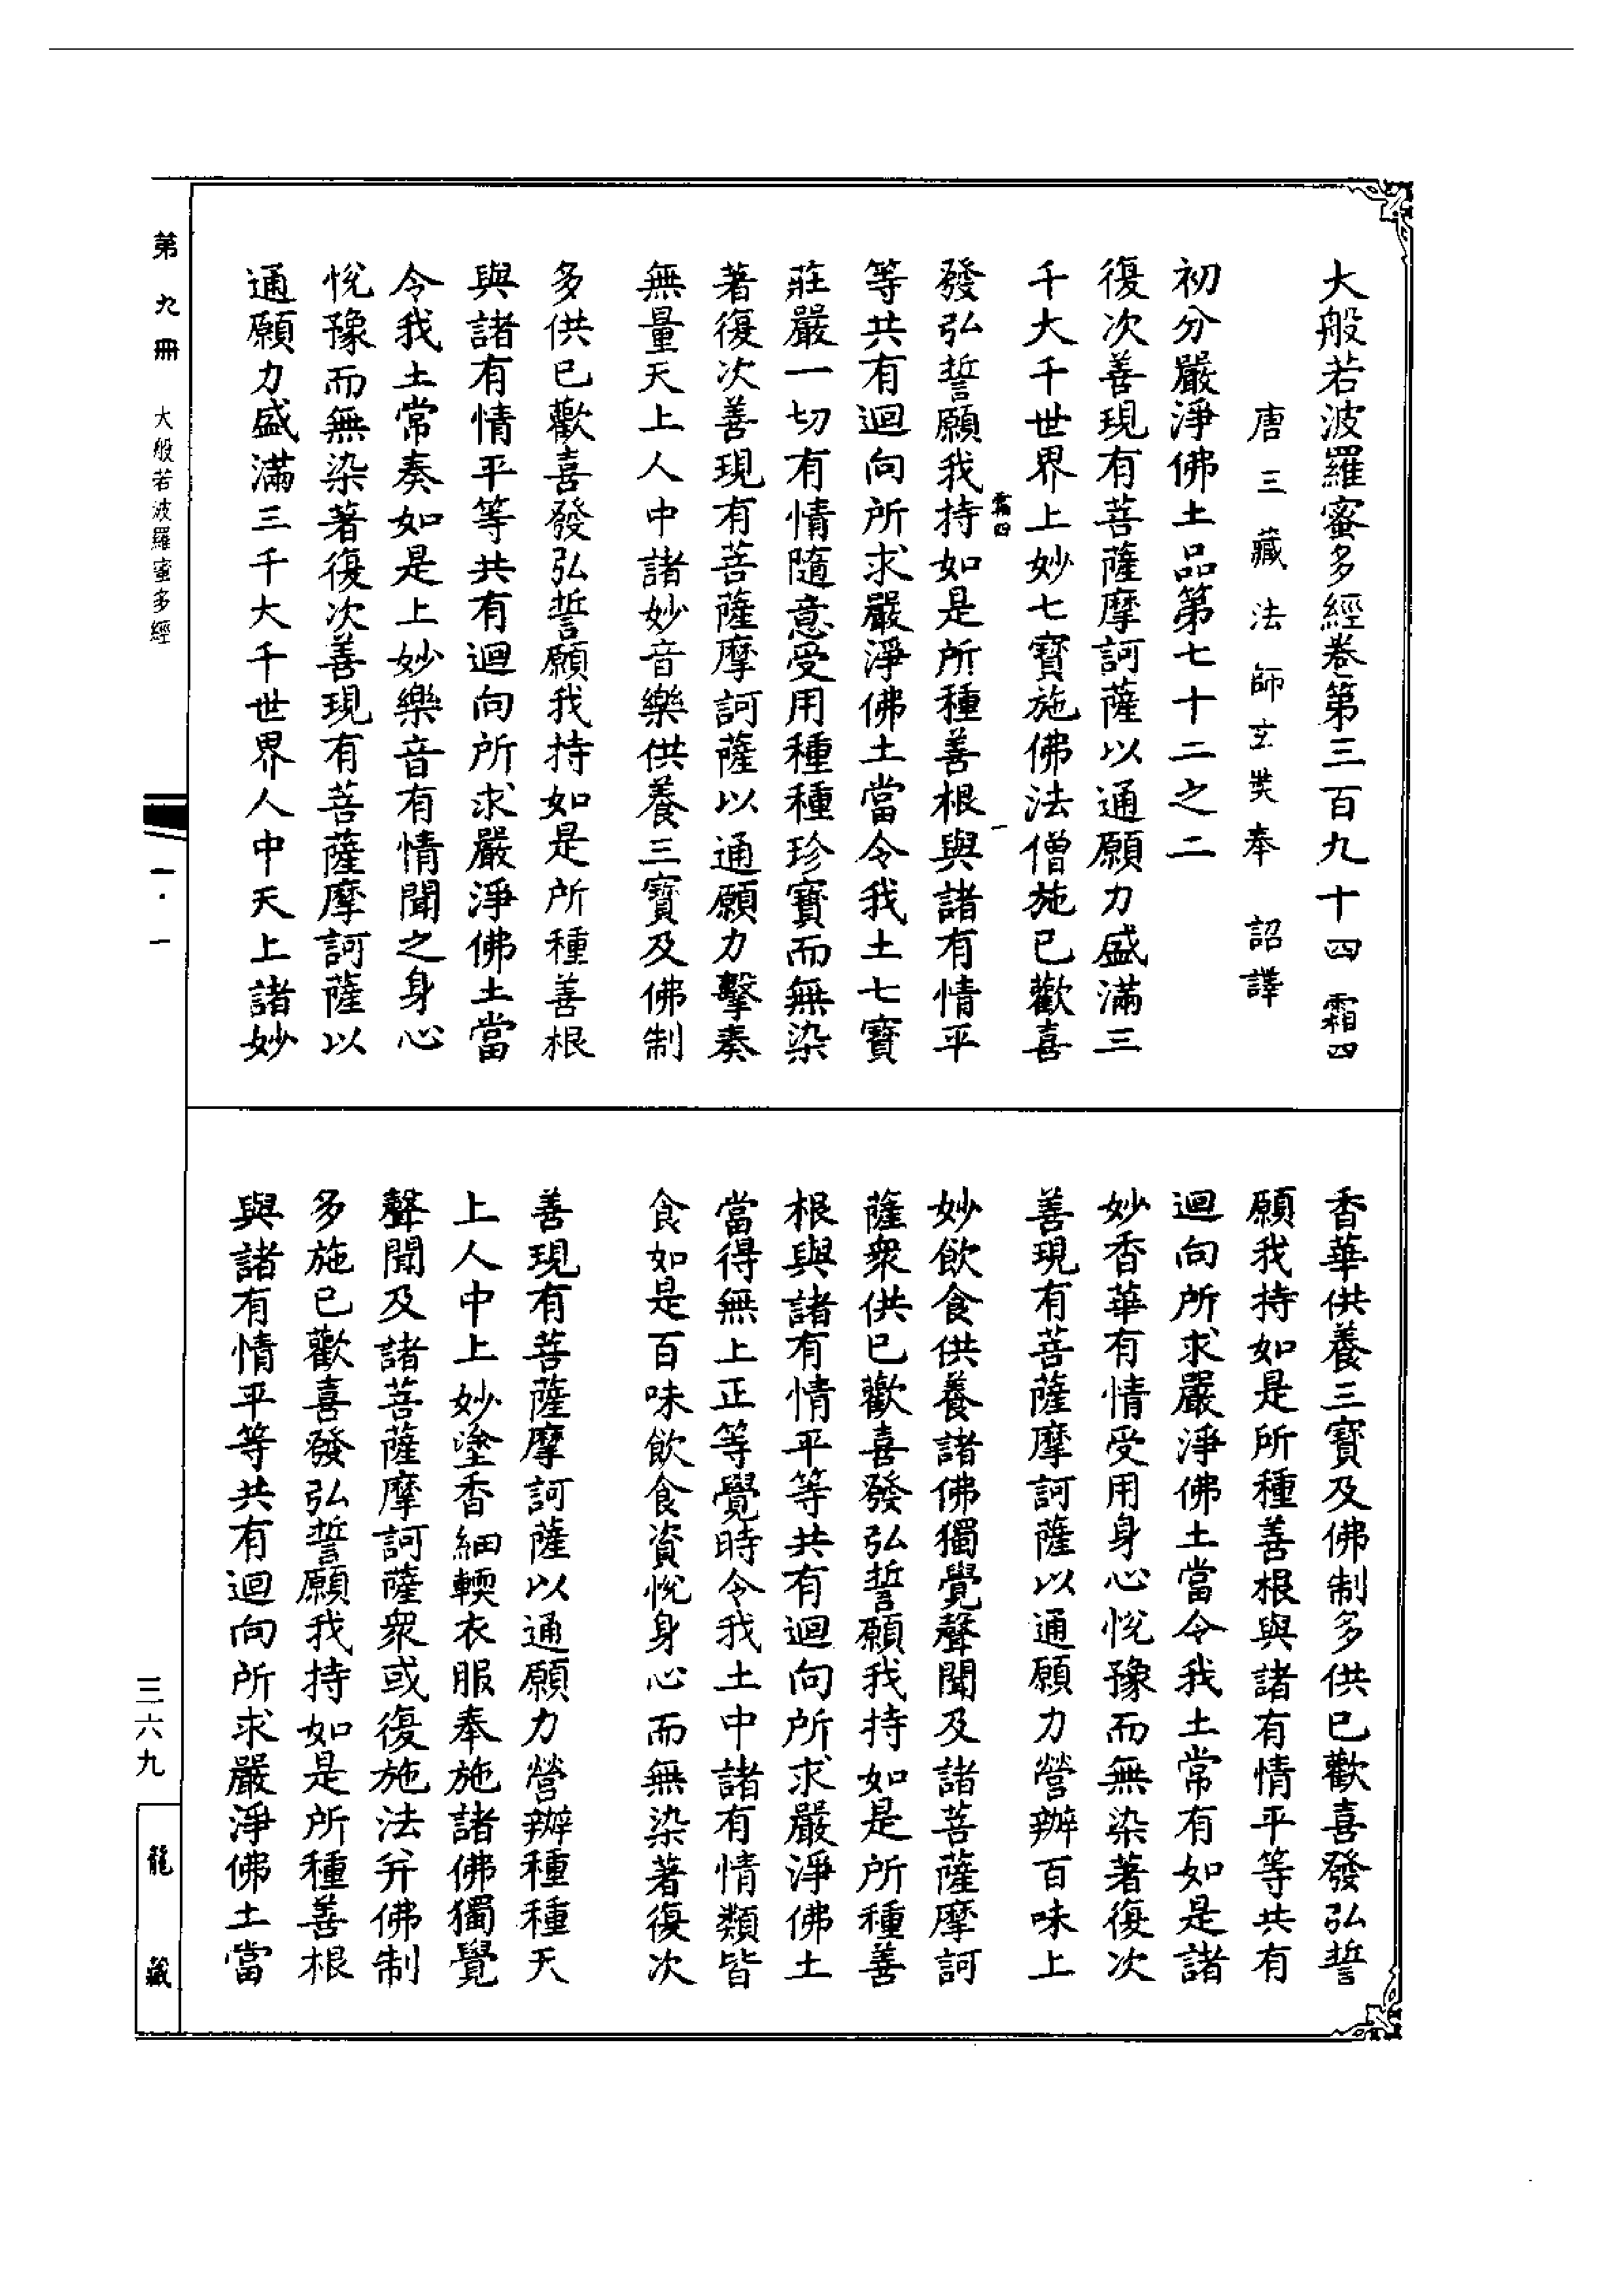 大般若波羅蜜多經卷第三百九十四 霜四
唐三藏法師玄奘奉 詔譯
初分嚴淨佛土品第七十二之二
復次善現有菩薩摩訶薩以通願力盛滿三
千大千世界上妙七寶施佛法僧施已歡喜
霜四 一
發弘誓願我持如是所種善根與諸有情平
等共有迴向所求嚴淨佛土當令我土七寶
莊嚴一切有情隨意受用種種珍寶而無染
著復次善現有菩薩摩訶薩以通願力擊奏
無量天上人中諸妙音樂供養三寶及佛制
多供已歡喜發弘誓願我持如是所種善根
與諸有情平等共有迴向所求嚴淨佛土當
令我土常奏如是上妙樂音有情聞之身心
悅豫而無染著復次善現有菩薩摩訶薩以
通願力盛滿三千大千世界人中天上諸妙
香華供養三寶及佛制多供已歡喜發弘誓
願我持如是所種善根與諸有情平等共有
迴向所求嚴淨佛土當令我土常有如是諸
妙香華有情受用身心悅豫而無染著復次
善現有菩薩摩訶薩以通願力營辦百味上
妙飲食供養諸佛獨覺聲聞及諸菩薩摩訶
薩眾供已歡喜發弘誓願我持如是所種善
根與諸有情平等共有迴向所求嚴淨佛土
當得無上正等覺時令我土中諸有情類皆
食如是百味飲食資悅身心而無染著復次
善現有菩薩摩訶薩以通願力營辦種種天
上人中上妙塗香細輭衣服奉施諸佛獨覺
聲聞及諸菩薩摩訶薩眾或復施法并佛制
多施已歡喜發弘誓願我持如是所種善根
與諸有情平等共有迴向所求嚴淨佛土當
第九冊 大般若波羅蜜多經
一·一
三六九
龍藏